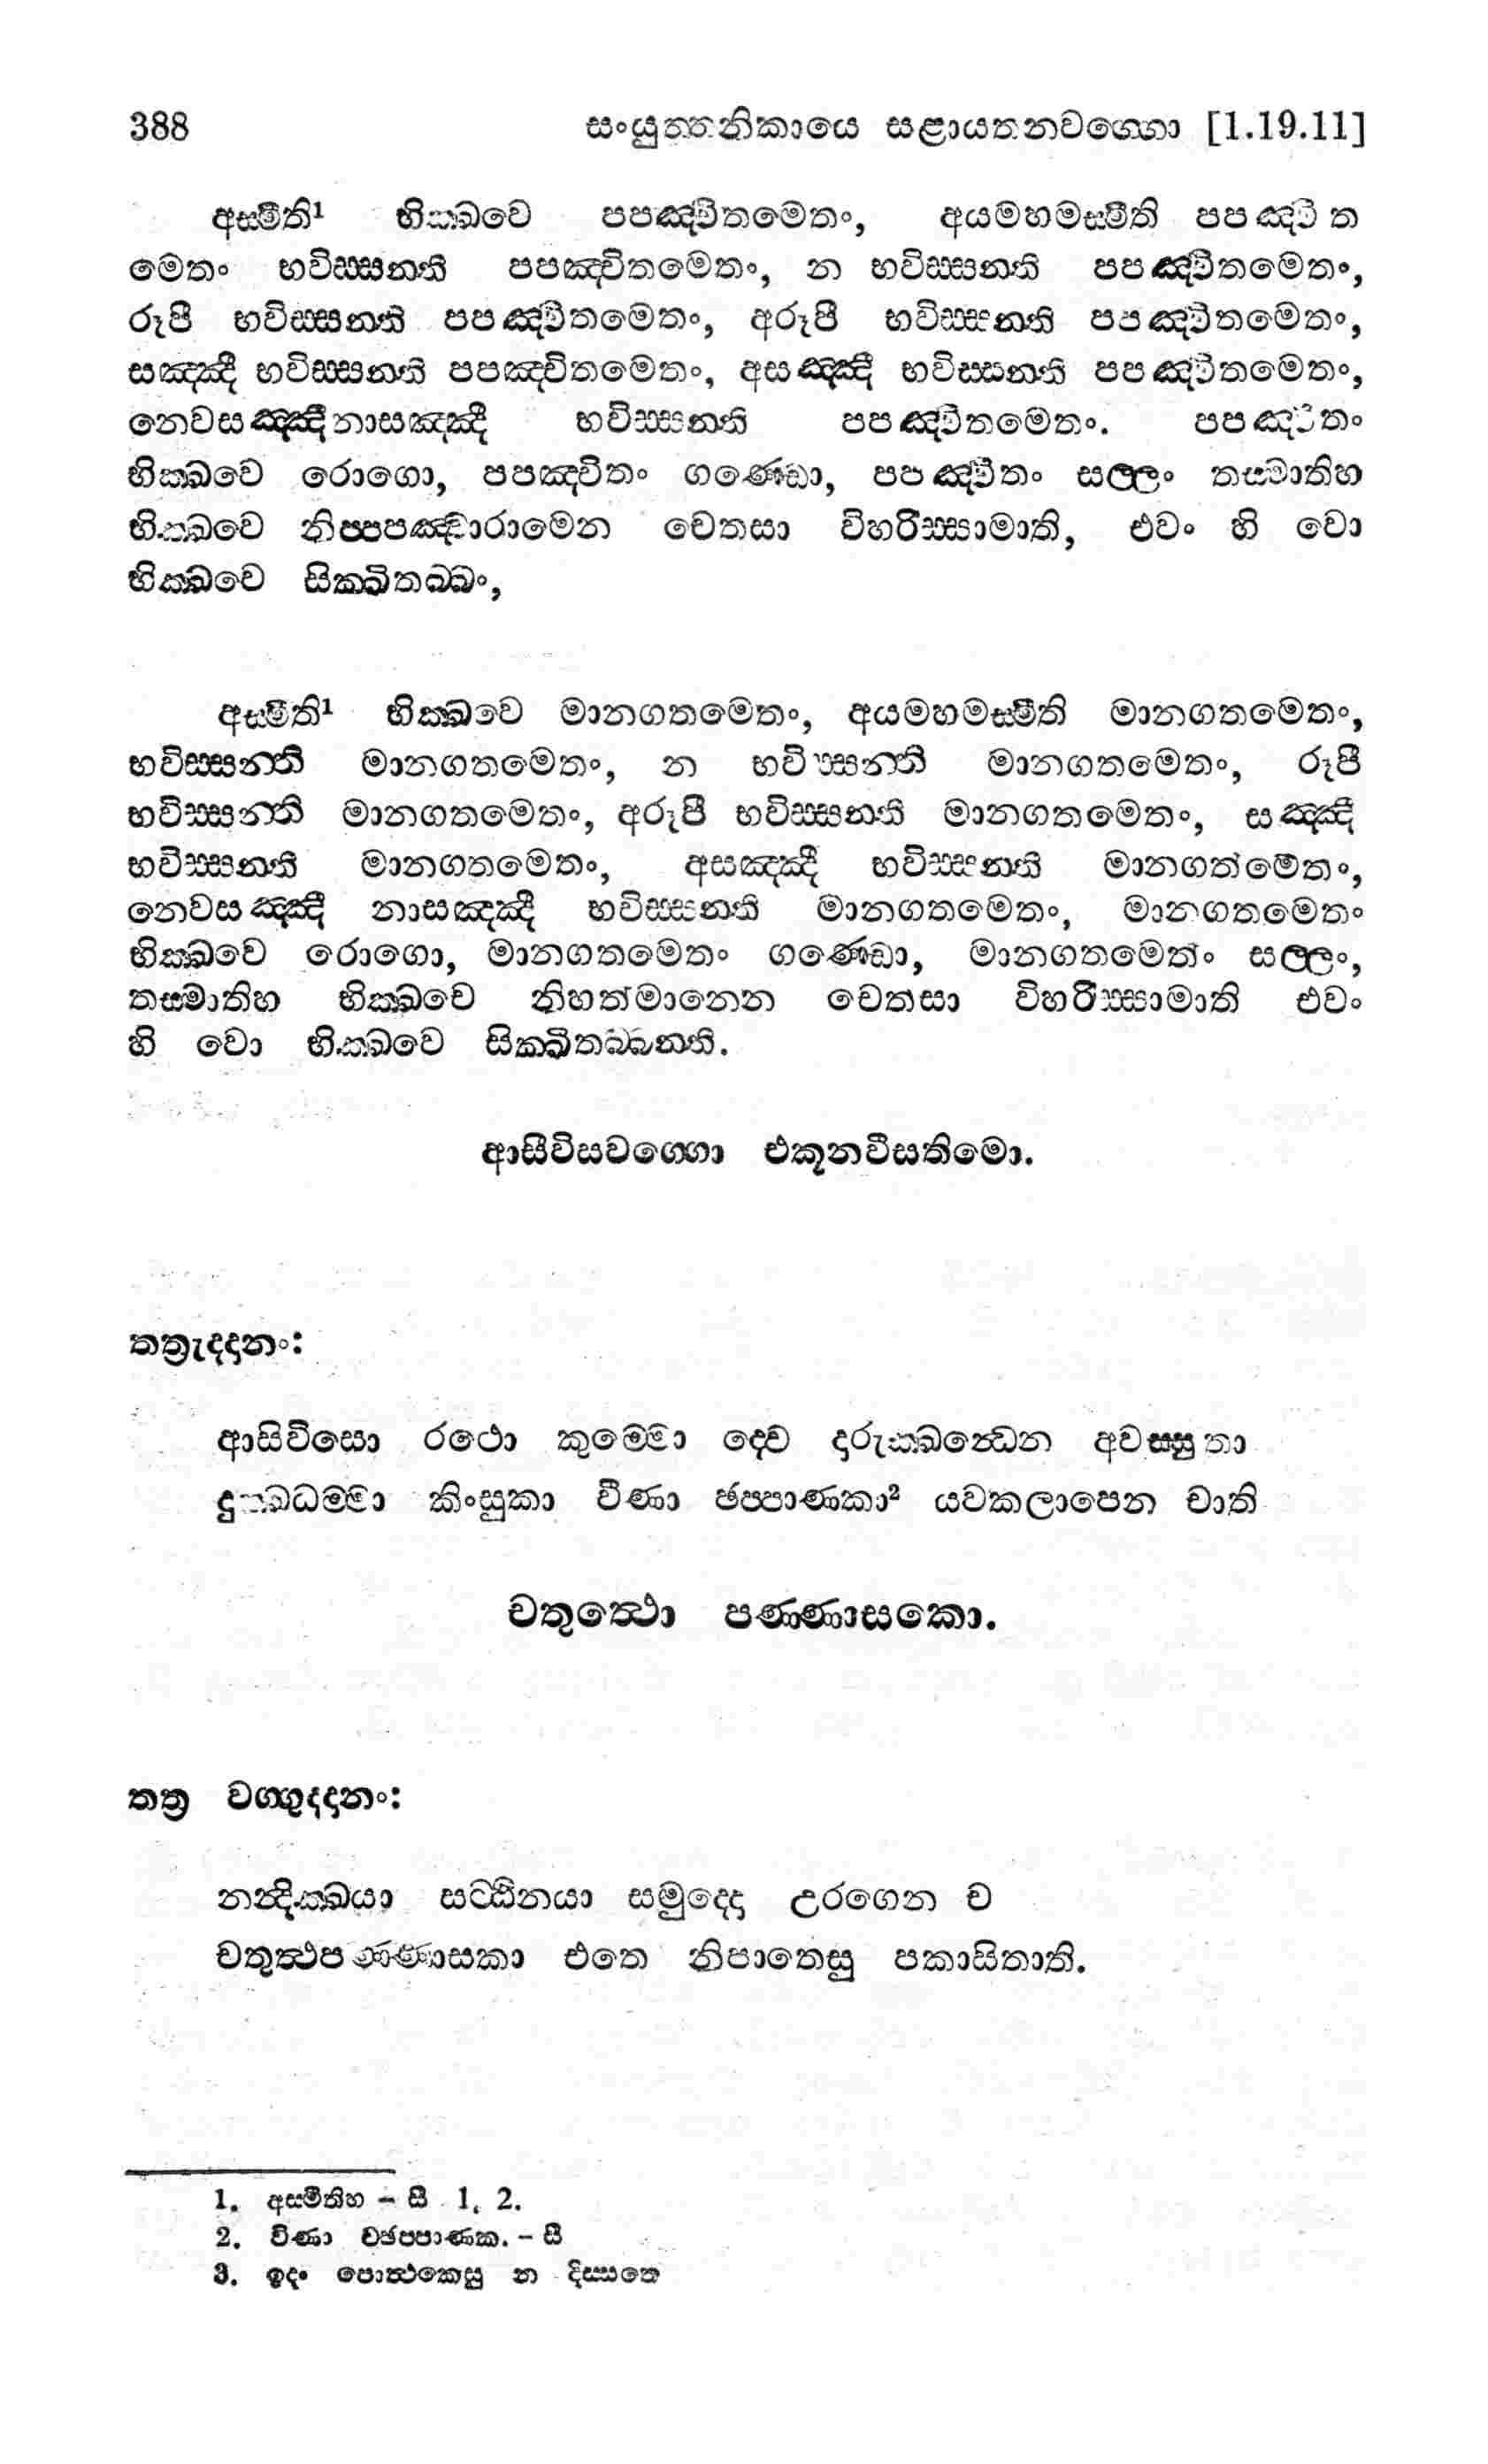 388 සංයුත්තනිකායෙ සළායතනවග්ගො [1.19.11]
අස්මීති¹ භික්ඛවෙ පපඤ්චිතමෙතං, අයමහමස්මීති පපඤ්චිත
මෙතං භවිස්සන්ති පපඤ්චිතමෙතං, න භවිස්සන්ති පපඤ්චිතමෙතං,
රූපී භවිස්සන්ති පපඤ්චිතමෙතං, අරූපී භවිස්සන්ති පපඤ්චිතමෙතං,
සඤ්ඤී භවිස්සන්ති පපඤ්චිතමෙතං, අසඤ්ඤී භවිස්සන්ති පපඤ්චිතමෙතං,
නෙවසඤ්ඤීනාසඤ්ඤී භවිස්සන්ති පපඤ්චිතමෙතං. පපඤ්චිතං
භික්ඛවෙ රොගො, පපඤ්චිතං ගණ්ඩො, පපඤ්චිතං සල්ලං තස්මාතිහ
භික්ඛවෙ නිප්පපඤ්චාරාමෙන චෙතසා විහරිස්සාමාති, එවං හි වො
භික්ඛවෙ සික්ඛිතබ්බං,
අස්මීති¹ භික්ඛවෙ මානගතමෙතං, අයමහමස්මීති මානගතමෙතං,
භවිස්සන්ති මානගතමෙතං, න භවිස්සන්ති මානගතමෙතං, රූපී
භවිස්සන්ති මානගතමෙතං, අරූපී භවිස්සන්ති මානගතමෙතං, සඤ්ඤී
භවිස්සන්ති මානගතමෙතං, අසඤ්ඤී භවිස්සන්ති මානගතමෙතං,
නෙවසඤ්ඤී නාසඤ්ඤී භවිස්සන්ති මානගතමෙතං, මානගතමෙතං
භික්ඛවෙ රොගො, මානගතමෙතං ගණ්ඩො, මානගතමෙතං සල්ලං,
තස්මාතිහ භික්ඛවෙ නිහතමානෙන චෙතසා විහරිස්සාමාති එවං
හි වො භික්ඛවෙ සික්ඛිතබ්බන්ති.
ආසීවිසවග්ගො එකූනවීසතිමො.
තත්‍රැද්දානං:
ආසිවිසො රථො කුම්මො ද්වෙ දාරුක්ඛන්ධෙන අවස්සුතා
දුක්ඛධම්මා කිංසුකා වීණා ඡප්පාණකා² යවකලාපෙන චාති
චතුත්ථො පණ්ණාසකො.
තත්‍ර වග්ගුද්දානං:
නන්දික්ඛයා සට්ඨිනයා සමුද්දො උරගෙන ච
චතුත්ථපණ්ණාසකා එතෙ නිපාතෙසු පකාසිතාති.
1. අස්මීතිහ – සී 1, 2.
2. විණා චඡප්පාණක. – සී
3. ඉදං පොත්ථකෙසු න දිස්සතෙ